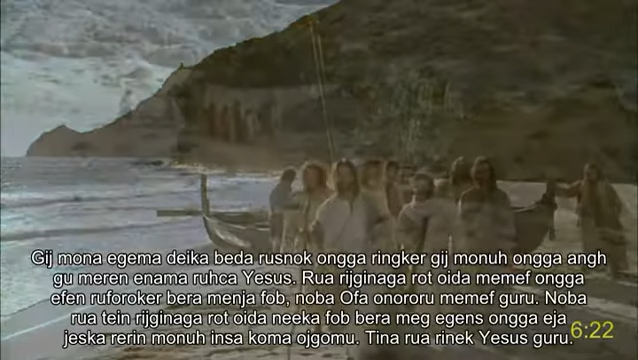 Gij mona egema deika beda rusnok ongga ringker gij monuh ongga angh
gu meren enama ruhca Yesus. Rua rijginaga rot oida memef ongga
efen ruforoker bera menja fob, noba Ofa onororu memef guru. Noba
rua tein rijginaga rot oida neeka fob bera meg egens ongga eja
jeska rerin monuh insa koma ojgomu. Tina rua rinek Yesus guru.
6:22